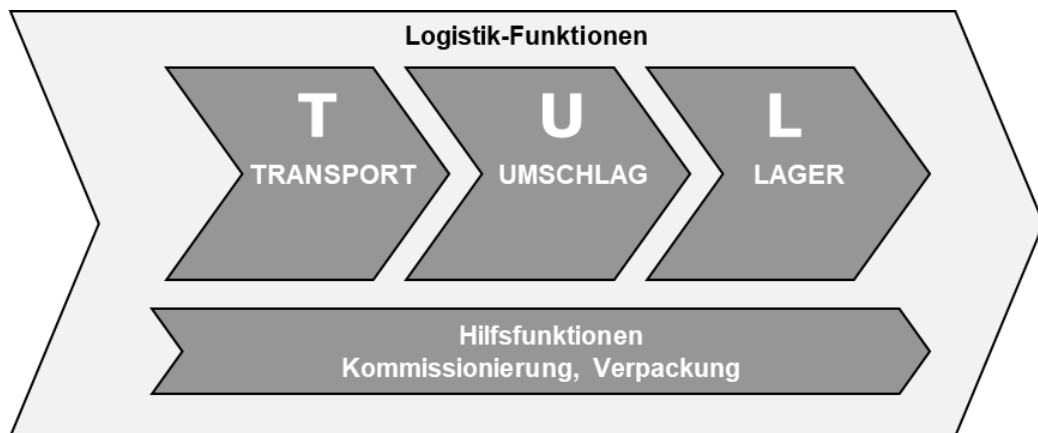 Logistik-Funktionen
T
TRANSPORT
U
UMSCHLAG
L
LAGER
Hilfsfunktionen
Kommissionierung, Verpackung